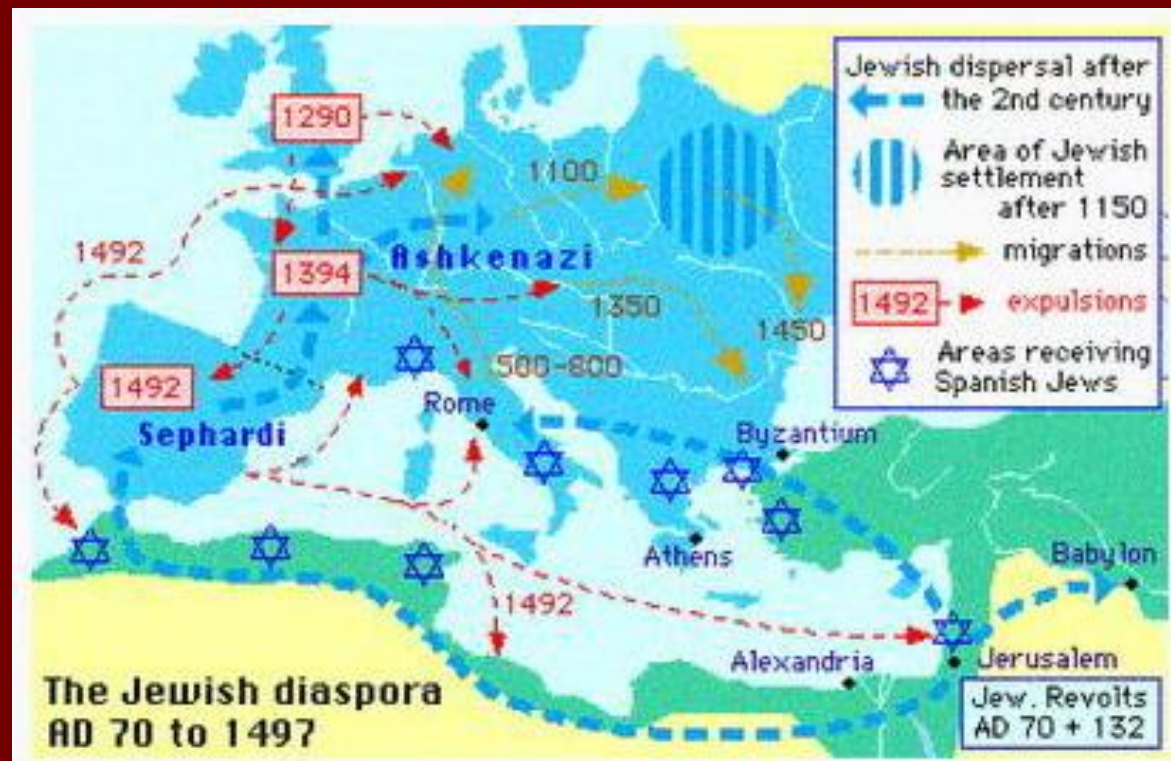 Jewish dispersal after
the 2nd century
Area of Jewish
settlement
after 1150
migrations
1492 expulsions
Areas receiving
Spanish Jews
1290
1100
1492
Ashkenazi
1394
1350
1450
500-800
1492
Rome
Sephardi
Byzantium
Athens
Babylon
1492
Alexandria
Jerusalem
The Jewish diaspora
AD 70 to 1497
Jew. Revolts
AD 70 + 132